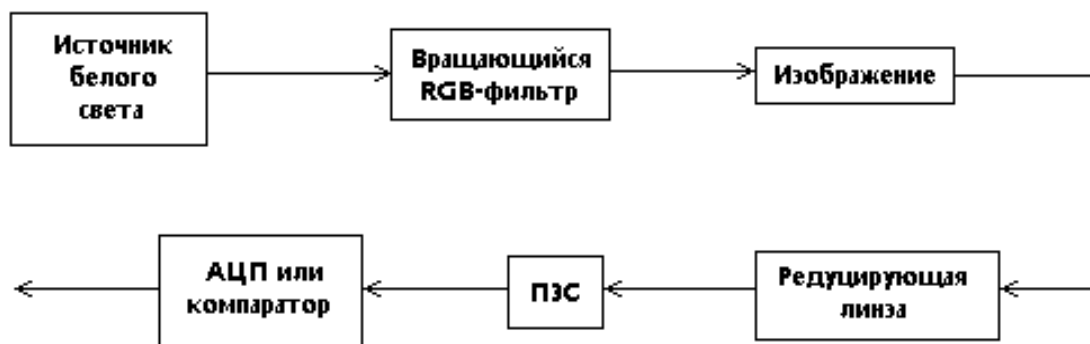 Источник
белого
света
Вращающийся
RGB-фильтр
Изображение
АЦП или
компаратор
ПЗС
Редуцирующая
линза